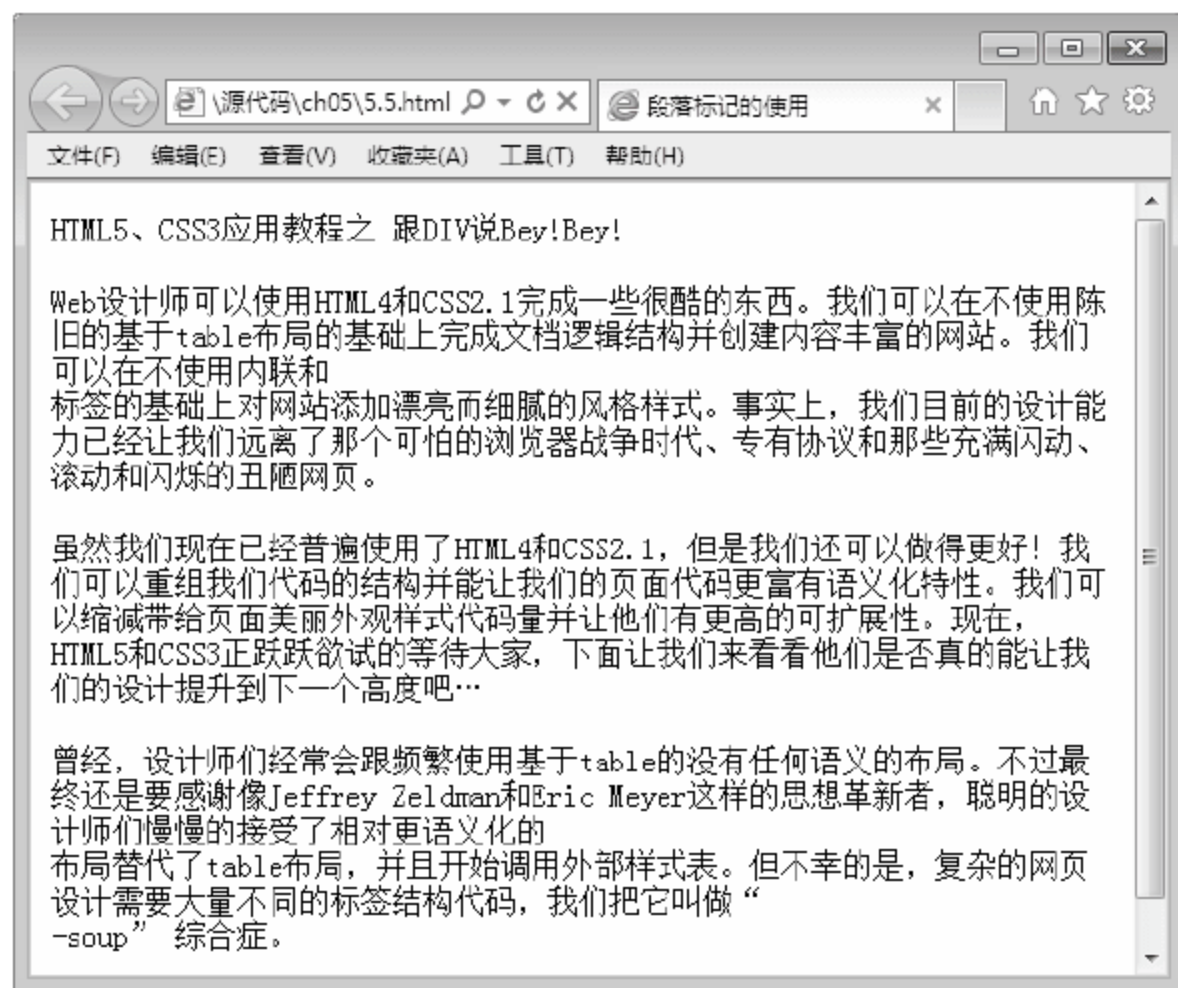 \源代码\ch05\5.5.html
段落标记的使用
文件(F) 编辑(E) 查看(V) 收藏夹(A) 工具(T) 帮助(H)
HTML5、CSS3应用教程之 跟DIV说Bey!Bey!
Web设计师可以使用HTML4和CSS2.1完成一些很酷的东西。我们可以在不使用陈
旧的基于table布局的基础上完成文档逻辑结构并创建内容丰富的网站。我们
可以在不使用内联和
标签的基础上对网站添加漂亮而细腻的风格样式。事实上，我们目前的设计能
力已经让我们远离了那个可怕的浏览器战争时代、专有协议和那些充满闪动、
滚动和闪烁的丑陋网页。
虽然我们现在已经普遍使用了HTML4和CSS2.1，但是我们还可以做得更好！我
们可以重组我们代码的结构并能让我们的页面代码更富有语义化特性。我们可
以缩减带给页面美丽外观样式代码量并让他们有更高的可扩展性。现在，
HTML5和CSS3正跃跃欲试的等待大家，下面让我们来看看他们是否真的能让我
们的设计提升到下一个高度吧…
曾经，设计师们经常会跟频繁使用基于table的没有任何语义的布局。不过最
终还是要感谢像Jeffrey Zeldman和Eric Meyer这样的思想革新者，聪明的设
计师们慢慢的接受了相对更语义化的
布局替代了table布局，并且开始调用外部样式表。但不幸的是，复杂的网页
设计需要大量不同的标签结构代码，我们把它叫做“
-soup” 综合症。